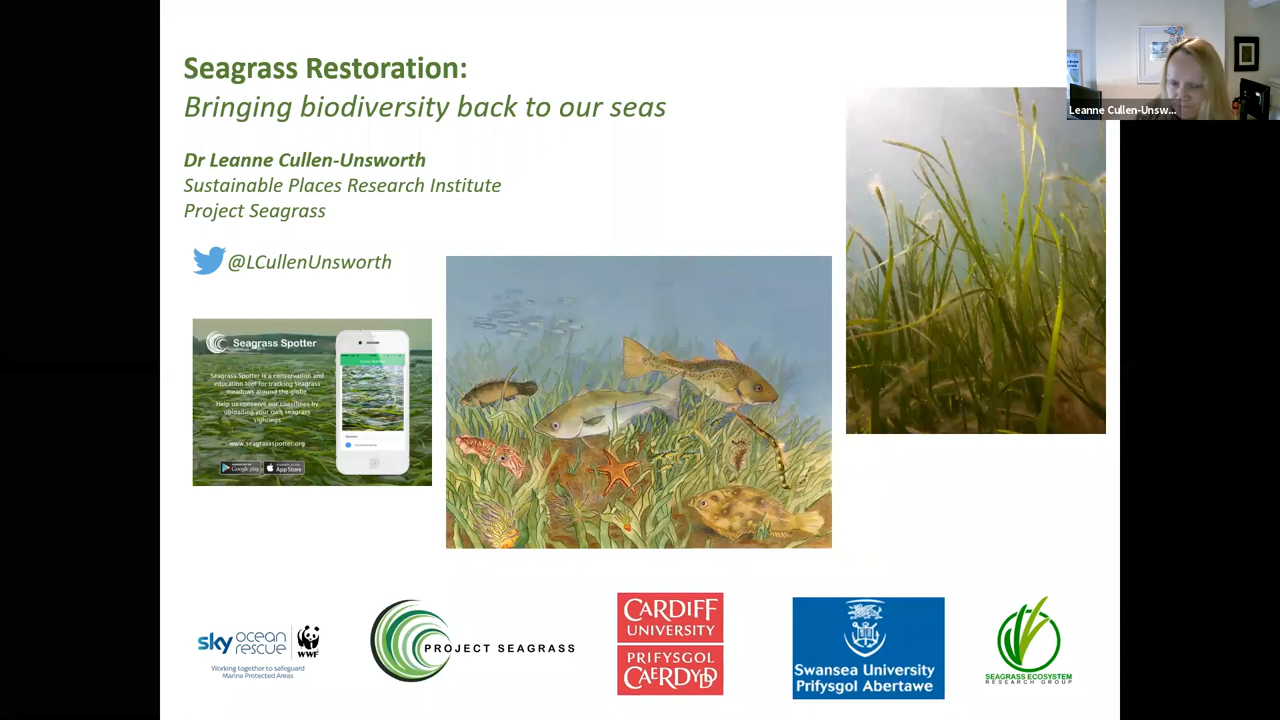 Seagrass Restoration:
Bringing biodiversity back to our seas
Dr Leanne Cullen-Unsworth
Sustainable Places Research Institute
Project Seagrass
@LCullenUnsworth
Leanne Cullen-Unsw...
Seagrass Spotter
Seagrass Spotter is a conservation and
education tool for tracking seagrass
meadows around the globe
Help us conserve our coastlines by
uploading your own seagrass
sightings
www.seagrassspotter.org
Google play
App Store
sky ocean
rescue
WWF
Working together to safeguard
Marine Protected Areas
PROJECT SEAGRASS
CARDIFF
UNIVERSITY
PRIFYSGOL
CAERDYDD
Swansea University
Prifysgol Abertawe
SEAGRASS ECOSYSTEM
RESEARCH GROUP